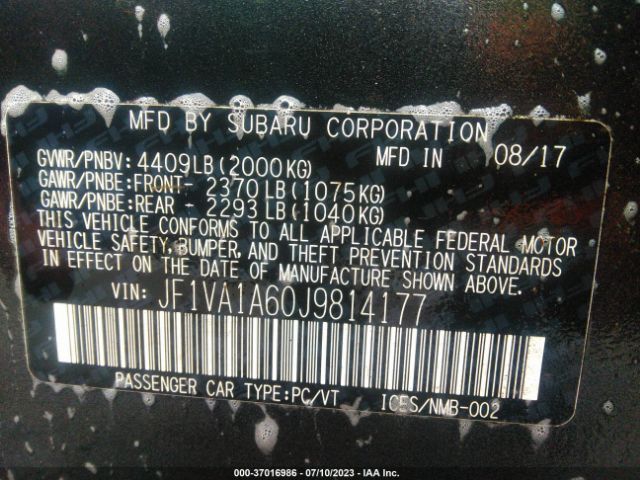 MFD BY SUBARU CORPORATION
GVWR/PNBV: 4409LB(2000KG) MFD IN 08/17
GAWR/PNBE:FRONT- 2370LB(1075KG)
GAWR/PNBE:REAR - 2293LB(1040KG)
THIS VEHICLE CONFORMS TO ALL APPLICABLE FEDERAL MOTOR
VEHICLE SAFETY, BUMPER, AND THEFT PREVENTION STANDARDS
IN EFFECT ON THE DATE OF MANUFACTURE SHOWN ABOVE.
VIN: JF1VA1A60J9814177
PASSENGER CAR TYPE:PC/VT ICES/NMB-002
000-37016986 - 07/10/2023 - IAA Inc.